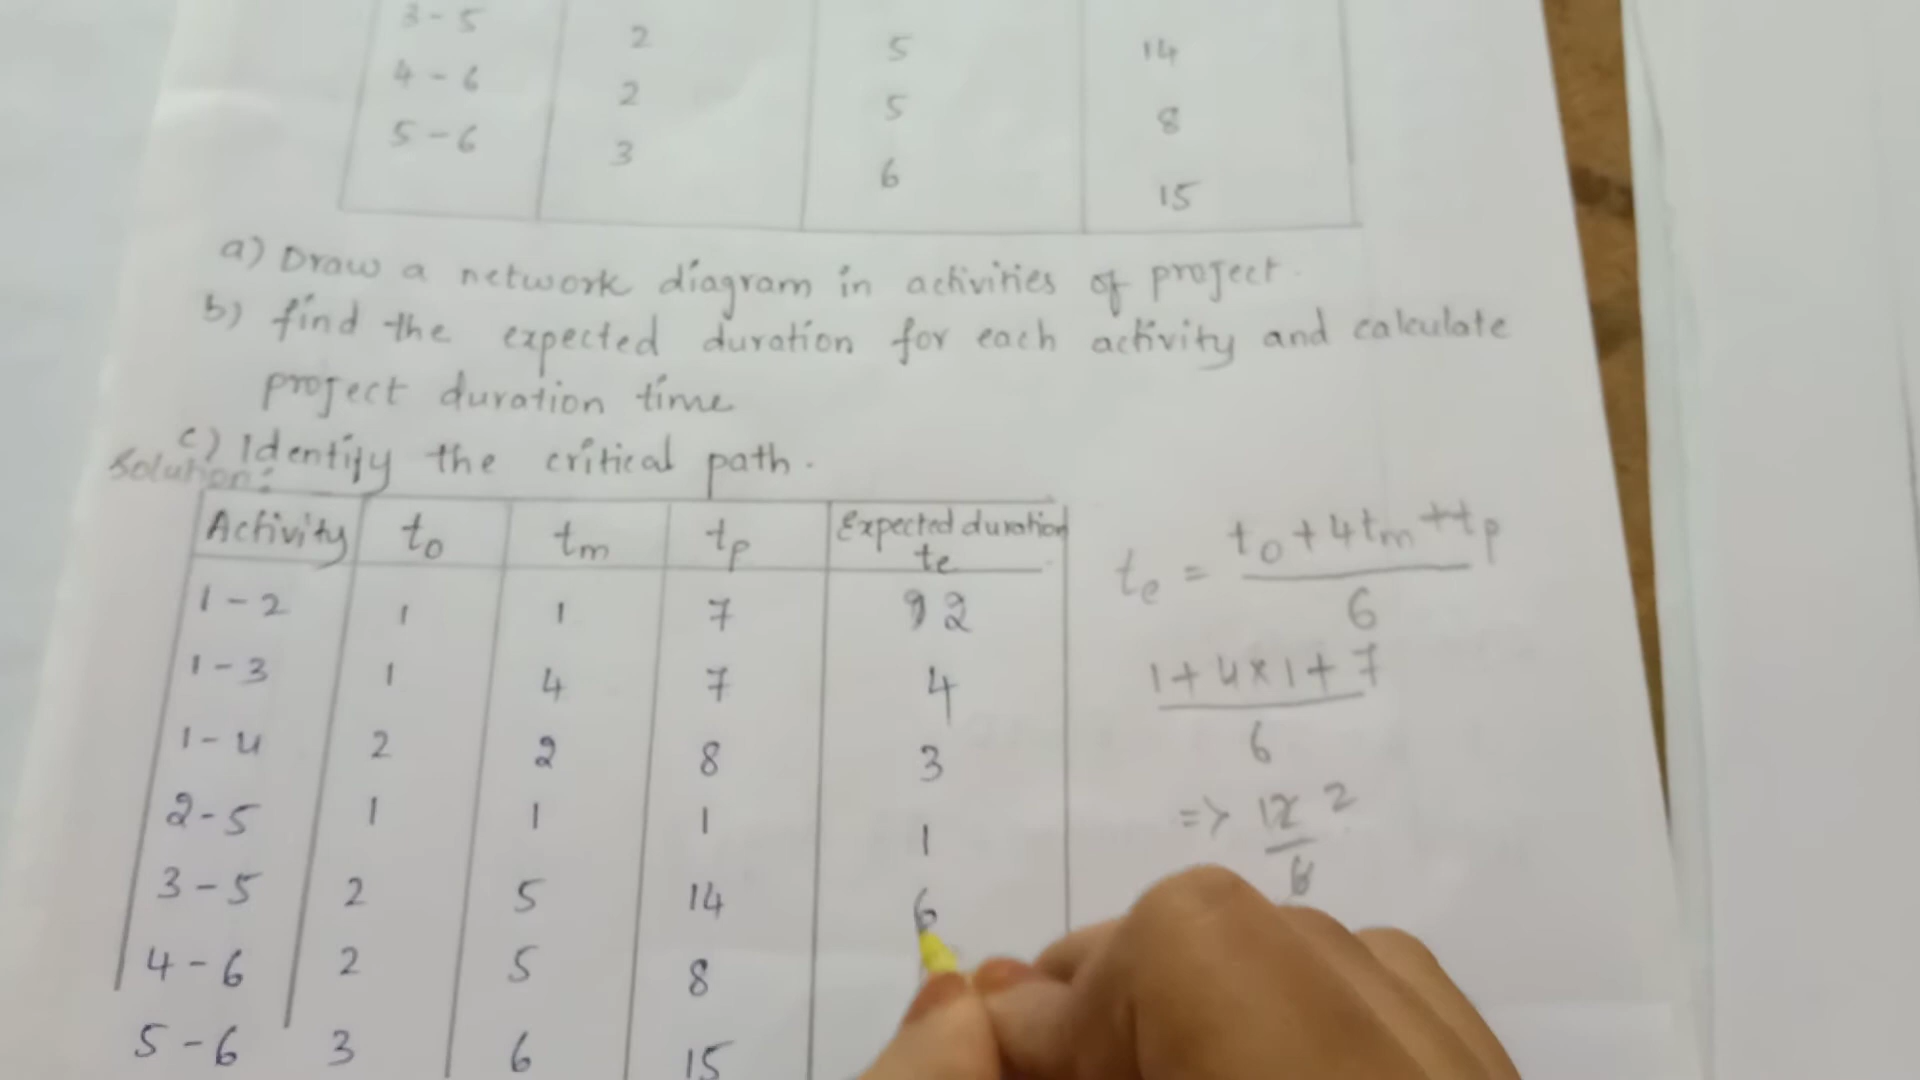 3-5 2 5 14
4-6 2 5 8
5-6 3 6 15
a) Draw a network diagram in activities of project.
b) find the expected duration for each activity and calculate
project duration time
c) Identify the critical path.
Solution:
Activity to tm tp Expected duration te
1-2 1 1 7 2
1-3 1 4 7 4
1-4 2 2 8 3
2-5 1 1 1 1
3-5 2 5 14 6
4-6 2 5 8
5-6 3 6 15
te = to+4tm+tp
6
1+4×1+7
6
=> 12 2
6